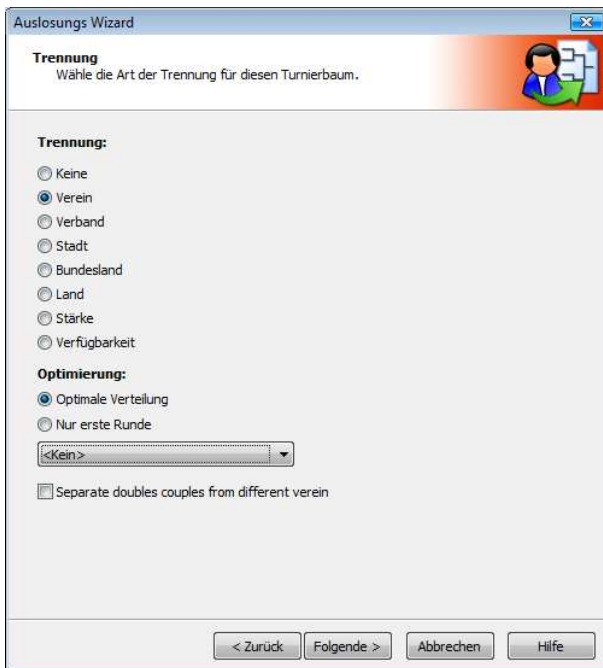 Auslosungs Wizard
Trennung
Wähle die Art der Trennung für diesen Turnierbaum.
Trennung:
Keine
Verein
Verband
Stadt
Bundesland
Land
Stärke
Verfügbarkeit
Optimierung:
Optimale Verteilung
Nur erste Runde
<Kein>
Separate doubles couples from different verein
< Zurück
Folgende >
Abbrechen
Hilfe